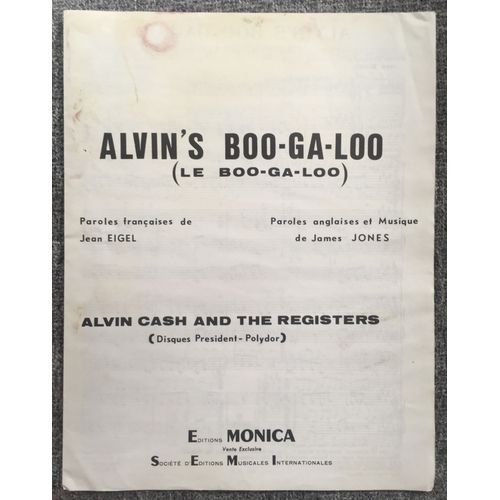 ALVIN'S BOO-GA-LOO
(LE BOO-GA-LOO)
Paroles françaises de
Jean EIGEL
Paroles anglaises et Musique
de James JONES
ALVIN CASH AND THE REGISTERS
(Disques President-Polydor)
EDITIONS MONICA
Vente Exclusive
SOCIÉTÉ D'EDITIONS MUSICALES INTERNATIONALES